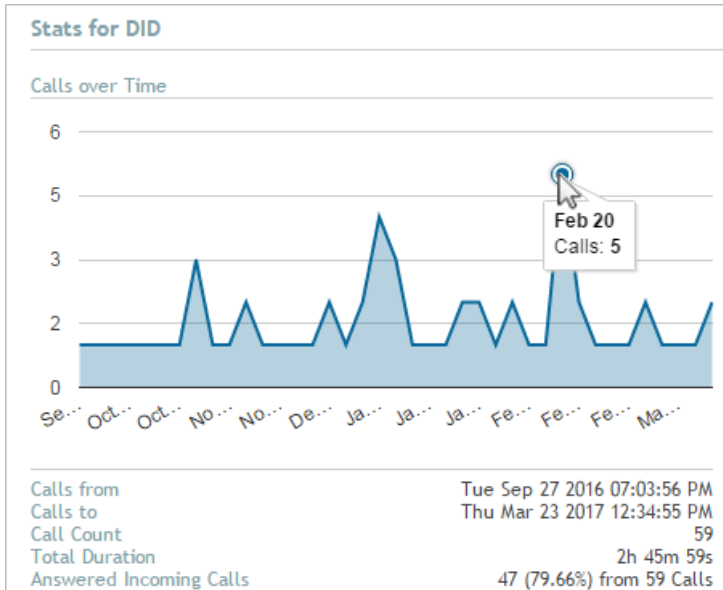 Stats for DID
Calls over Time
6
5
3
2
0
Feb 20
Calls: 5
Se... Oct... Oct... No... No... De... Ja... Ja... Ja... Fe... Fe... Fe... Ma...
Calls from Tue Sep 27 2016 07:03:56 PM
Calls to Thu Mar 23 2017 12:34:55 PM
Call Count 59
Total Duration 2h 45m 59s
Answered Incoming Calls 47 (79.66%) from 59 Calls